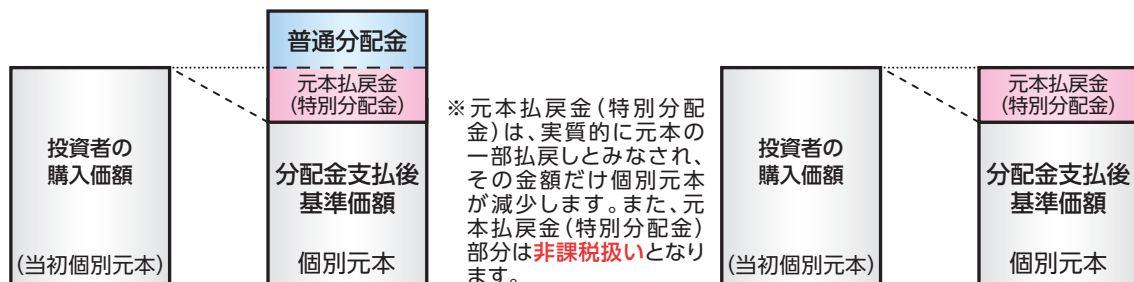 投資者の
購入価額
(当初個別元本)
普通分配金
元本払戻金
(特別分配金)
分配金支払後
基準価額
個別元本
※元本払戻金(特別分配
金)は、実質的に元本の
一部払戻しとみなされ、
その金額だけ個別元本
が減少します。また、元
本払戻金(特別分配金)
部分は非課税扱いとなり
ます。
投資者の
購入価額
(当初個別元本)
元本払戻金
(特別分配金)
分配金支払後
基準価額
個別元本